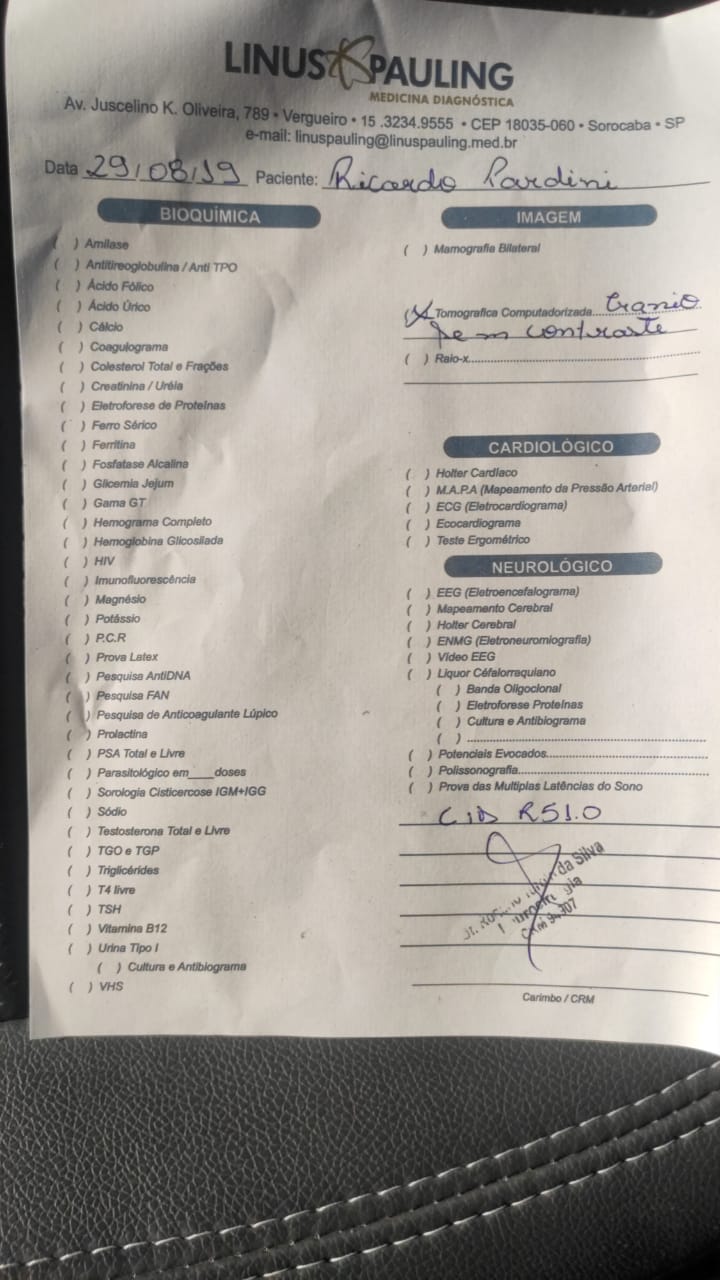 LINUS PAULING
MEDICINA DIAGNÓSTICA
Av. Juscelino K. Oliveira, 789 • Vergueiro • 15 .3234.9555 • CEP 18035-060 • Sorocaba • SP
e-mail: linuspauling@linuspauling.med.br
Data 29/08/19 Paciente: Ricardo Pardini
BIOQUÍMICA
( ) Amilase
( ) Antitireoglobulina / Anti TPO
( ) Ácido Fólico
( ) Ácido Úrico
( ) Cálcio
( ) Coagulograma
( ) Colesterol Total e Frações
( ) Creatinina / Uréia
( ) Eletroforese de Proteínas
( ) Ferro Sérico
( ) Ferritina
( ) Fosfatase Alcalina
( ) Glicemia Jejum
( ) Gama GT
( ) Hemograma Completo
( ) Hemoglobina Glicosilada
( ) HIV
( ) Imunofluorescência
( ) Magnésio
( ) Potássio
( ) P.C.R
( ) Prova Latex
( ) Pesquisa AntiDNA
( ) Pesquisa FAN
( ) Pesquisa de Anticoagulante Lúpico
( ) Prolactina
( ) PSA Total e Livre
( ) Parasitológico em____doses
( ) Sorologia Cisticercose IGM+IGG
( ) Sódio
( ) Testosterona Total e Livre
( ) TGO e TGP
( ) Triglicérides
( ) T4 livre
( ) TSH
( ) Vitamina B12
( ) Urina Tipo I
( ) Cultura e Antibiograma
( ) VHS
IMAGEM
( ) Mamografia Bilateral
(X) Tomografica Computadorizada Cranio
sem contraste
( ) Raio-x
CARDIOLÓGICO
( ) Holter Cardíaco
( ) M.A.P.A (Mapeamento da Pressão Arterial)
( ) ECG (Eletrocardiograma)
( ) Ecocardiograma
( ) Teste Ergométrico
NEUROLÓGICO
( ) EEG (Eletroencefalograma)
( ) Mapeamento Cerebral
( ) Holter Cerebral
( ) ENMG (Eletroneuromiografia)
( ) Vídeo EEG
( ) Liquor Céfalorraquiano
( ) Banda Oligoclonal
( ) Eletroforese Proteínas
( ) Cultura e Antibiograma
( )
( ) Potenciais Evocados
( ) Polissonografia
( ) Prova das Multiplas Latências do Sono
CID R51.0
da Silva
CRM
Carimbo / CRM